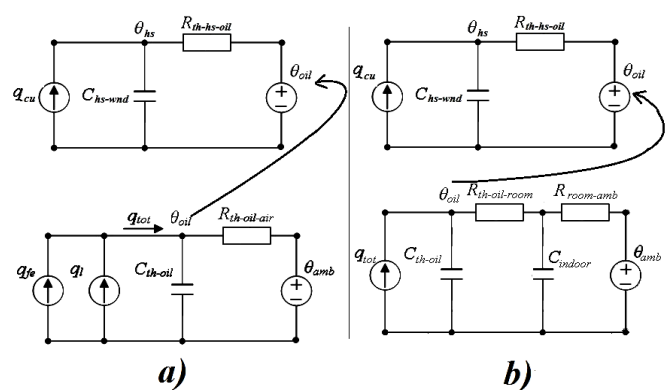 θhs Rth-hs-oil
qcu Chs-wnd θoil
qtot θoil Rth-oil-air
qfe ql Cth-oil θamb
a)
θhs Rth-hs-oil
qcu Chs-wnd θoil
θoil Rth-oil-room Rroom-amb
qtot Cth-oil Cindoor θamb
b)